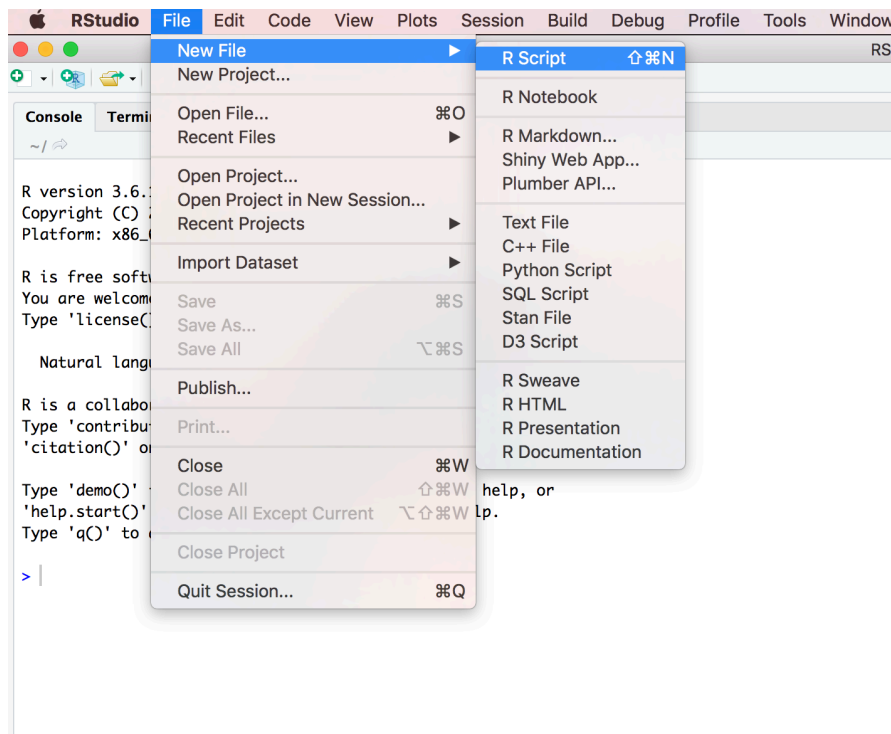 RStudio File Edit Code View Plots Session Build Debug Profile Tools Window
RS
New File ▶
New Project...
Open File... ⌘O
Recent Files ▶
Open Project...
Open Project in New Session...
Recent Projects ▶
Import Dataset ▶
Save ⌘S
Save As...
Save All ⌥⌘S
Publish...
Print...
Close ⌘W
Close All ⇧⌘W
Close All Except Current ⌥⇧⌘W
Close Project
Quit Session... ⌘Q
R Script ⇧⌘N
R Notebook
R Markdown...
Shiny Web App...
Plumber API...
Text File
C++ File
Python Script
SQL Script
Stan File
D3 Script
R Sweave
R HTML
R Presentation
R Documentation
Console Termi
~/
R version 3.6.
Copyright (C)
Platform: x86_
R is free soft
You are welcom
Type 'license(
Natural lang
R is a collabo
Type 'contribu
'citation()' o
Type 'demo()' help, or
'help.start()' lp.
Type 'q()' to
>